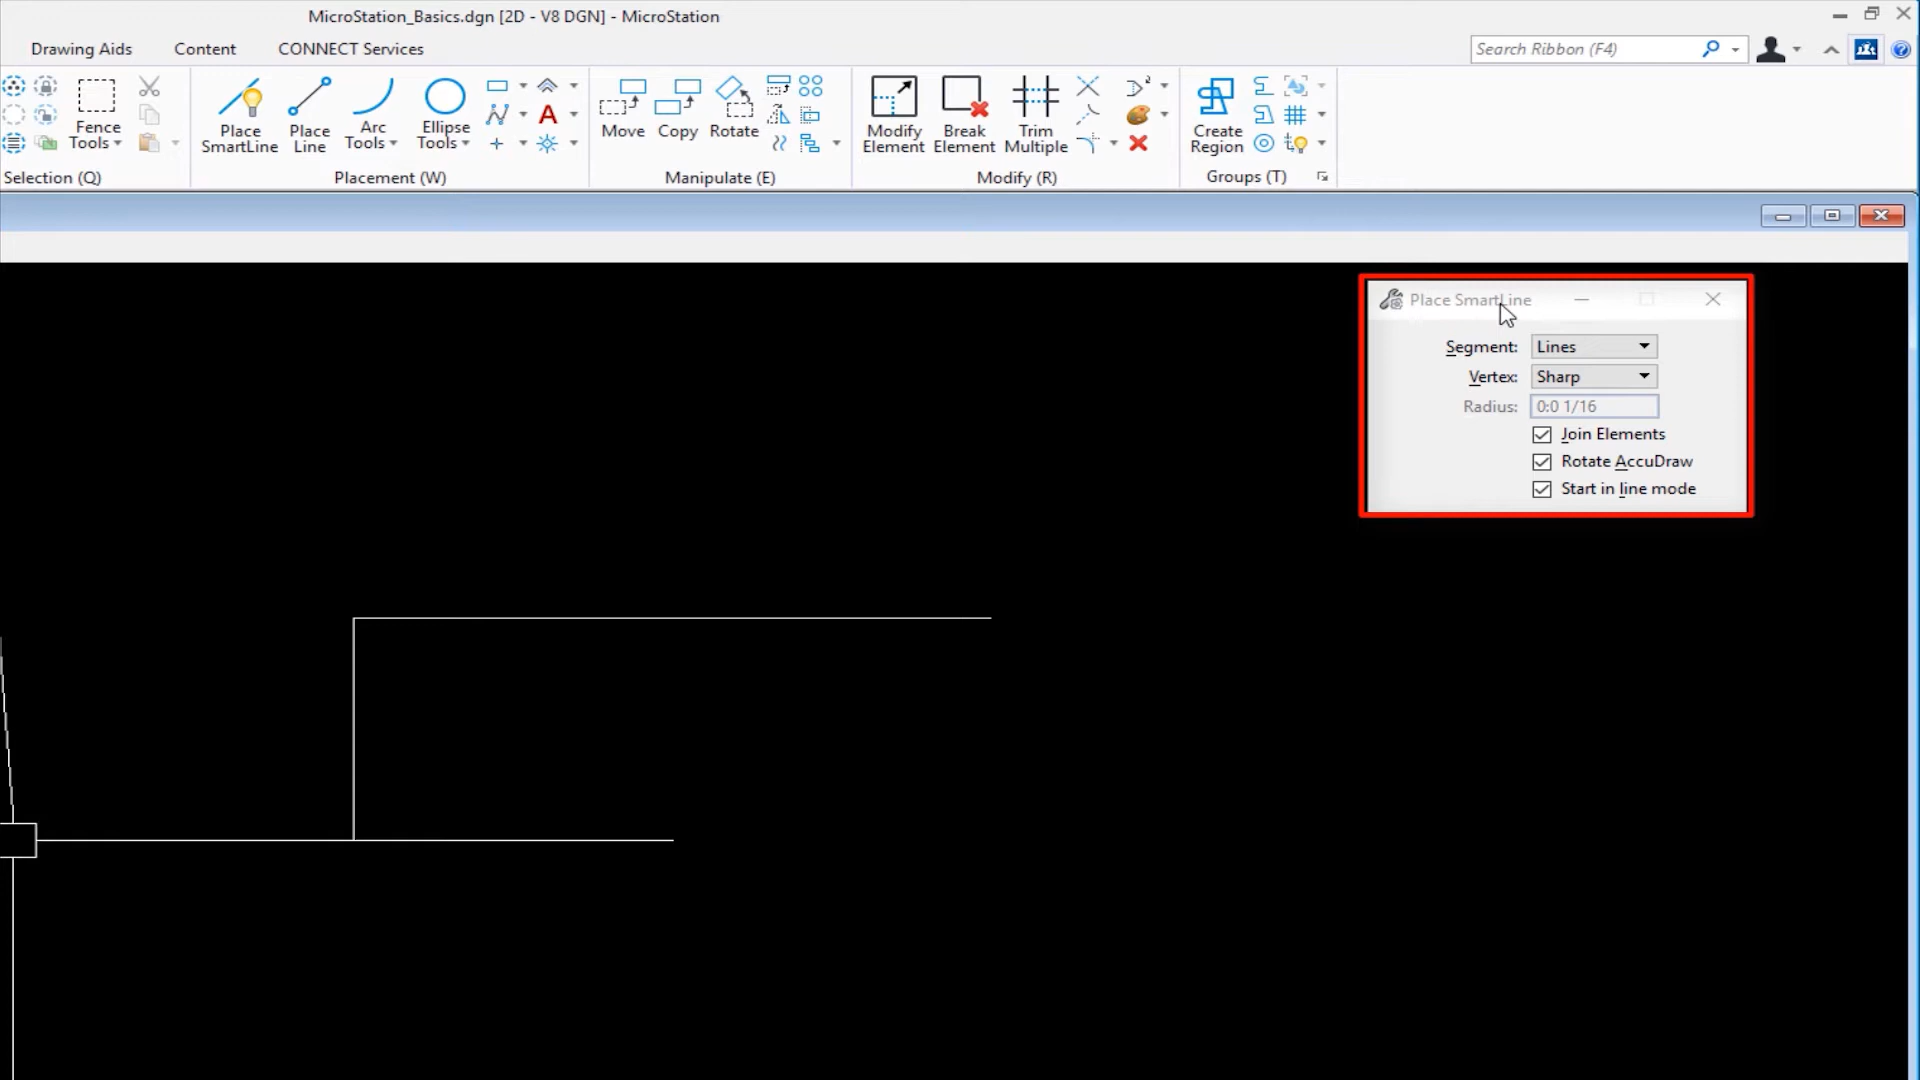 MicroStation_Basics.dgn [2D - V8 DGN] - MicroStation
Drawing Aids Content CONNECT Services Search Ribbon (F4)
Fence Tools
Place SmartLine
Place Line
Arc Tools
Ellipse Tools
Move
Copy
Rotate
Modify Element
Break Element
Trim Multiple
Create Region
Selection (Q) Placement (W) Manipulate (E) Modify (R) Groups (T)
Place SmartLine
Segment: Lines
Vertex: Sharp
Radius: 0:0 1/16
Join Elements
Rotate AccuDraw
Start in line mode